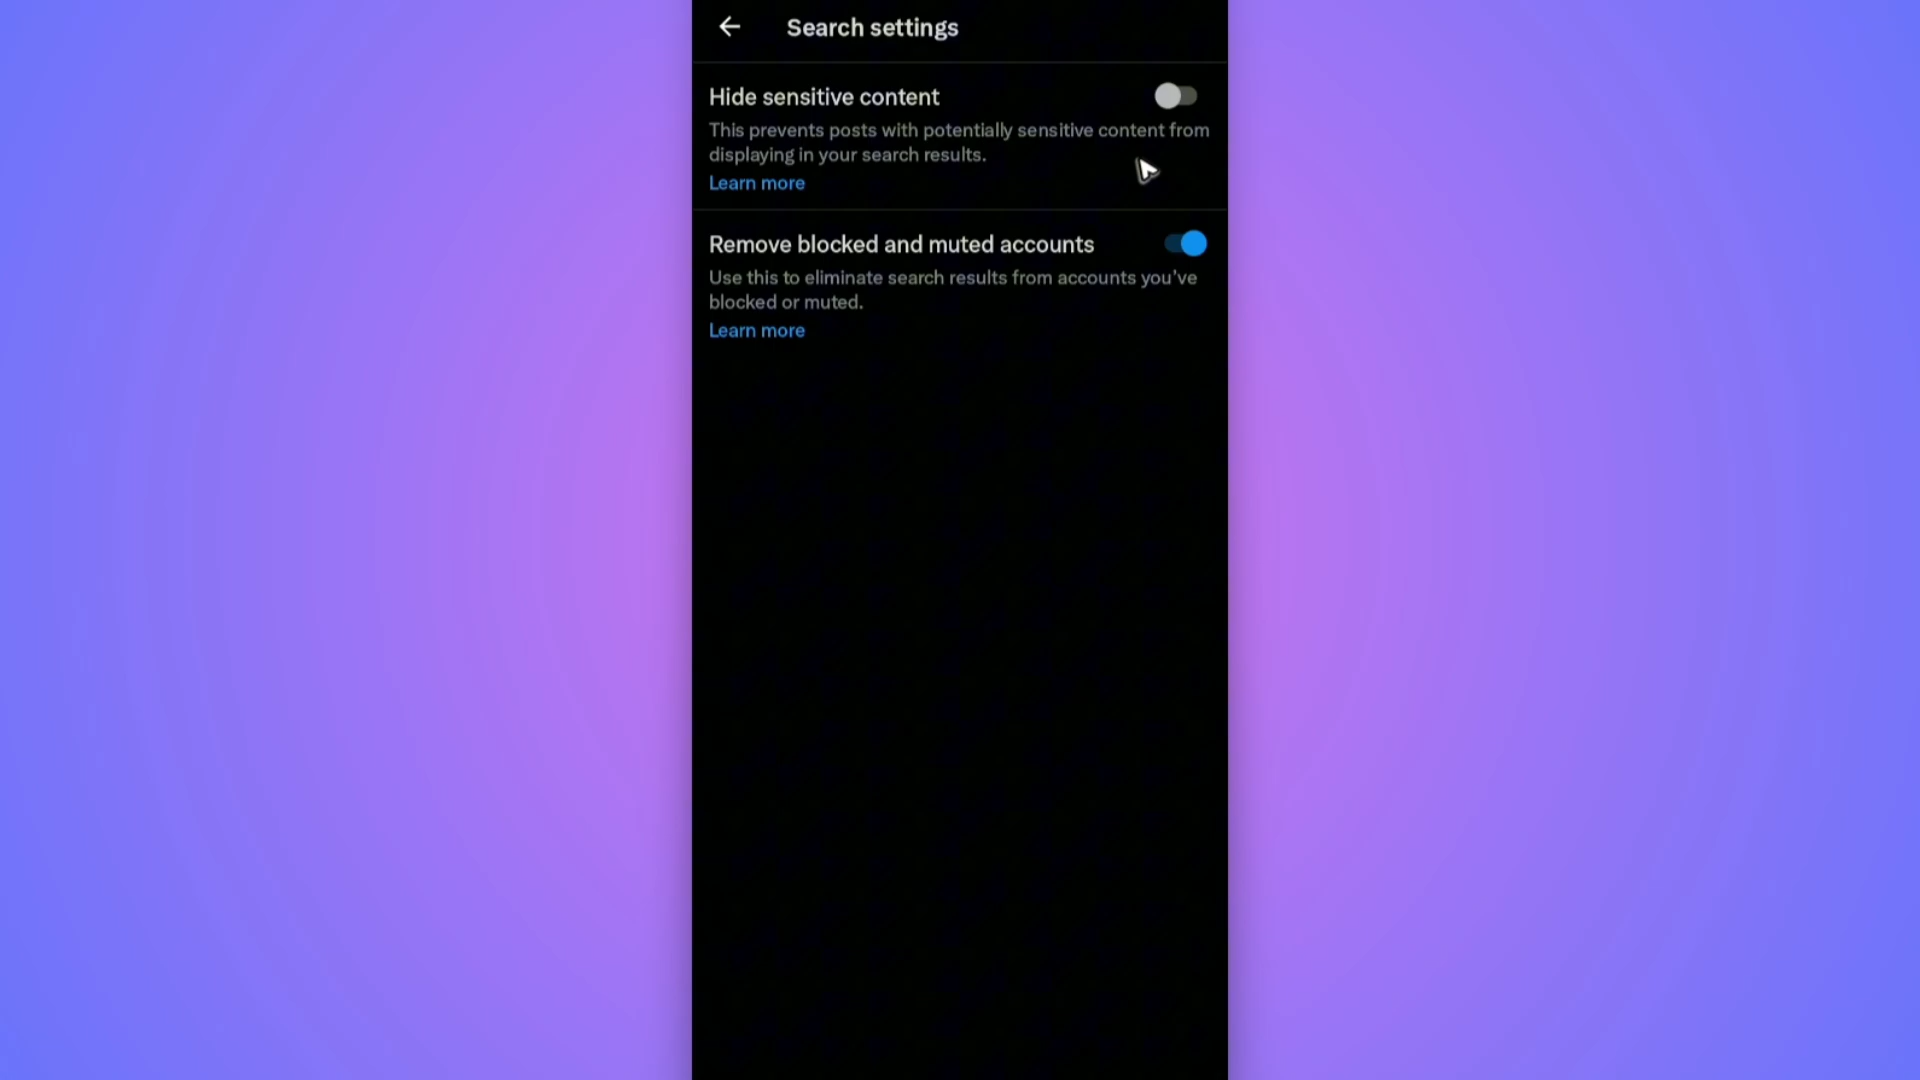 Search settings
Hide sensitive content
This prevents posts with potentially sensitive content from
displaying in your search results.
Learn more
Remove blocked and muted accounts
Use this to eliminate search results from accounts you’ve
blocked or muted.
Learn more